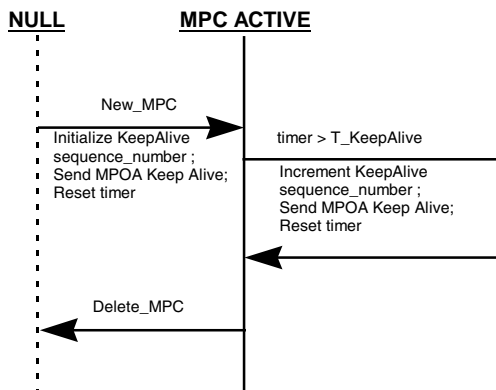 NULL
MPC ACTIVE
New_MPC
Initialize KeepAlive
sequence_number ;
Send MPOA Keep Alive;
Reset timer
timer > T_KeepAlive
Increment KeepAlive
sequence_number ;
Send MPOA Keep Alive;
Reset timer
Delete_MPC